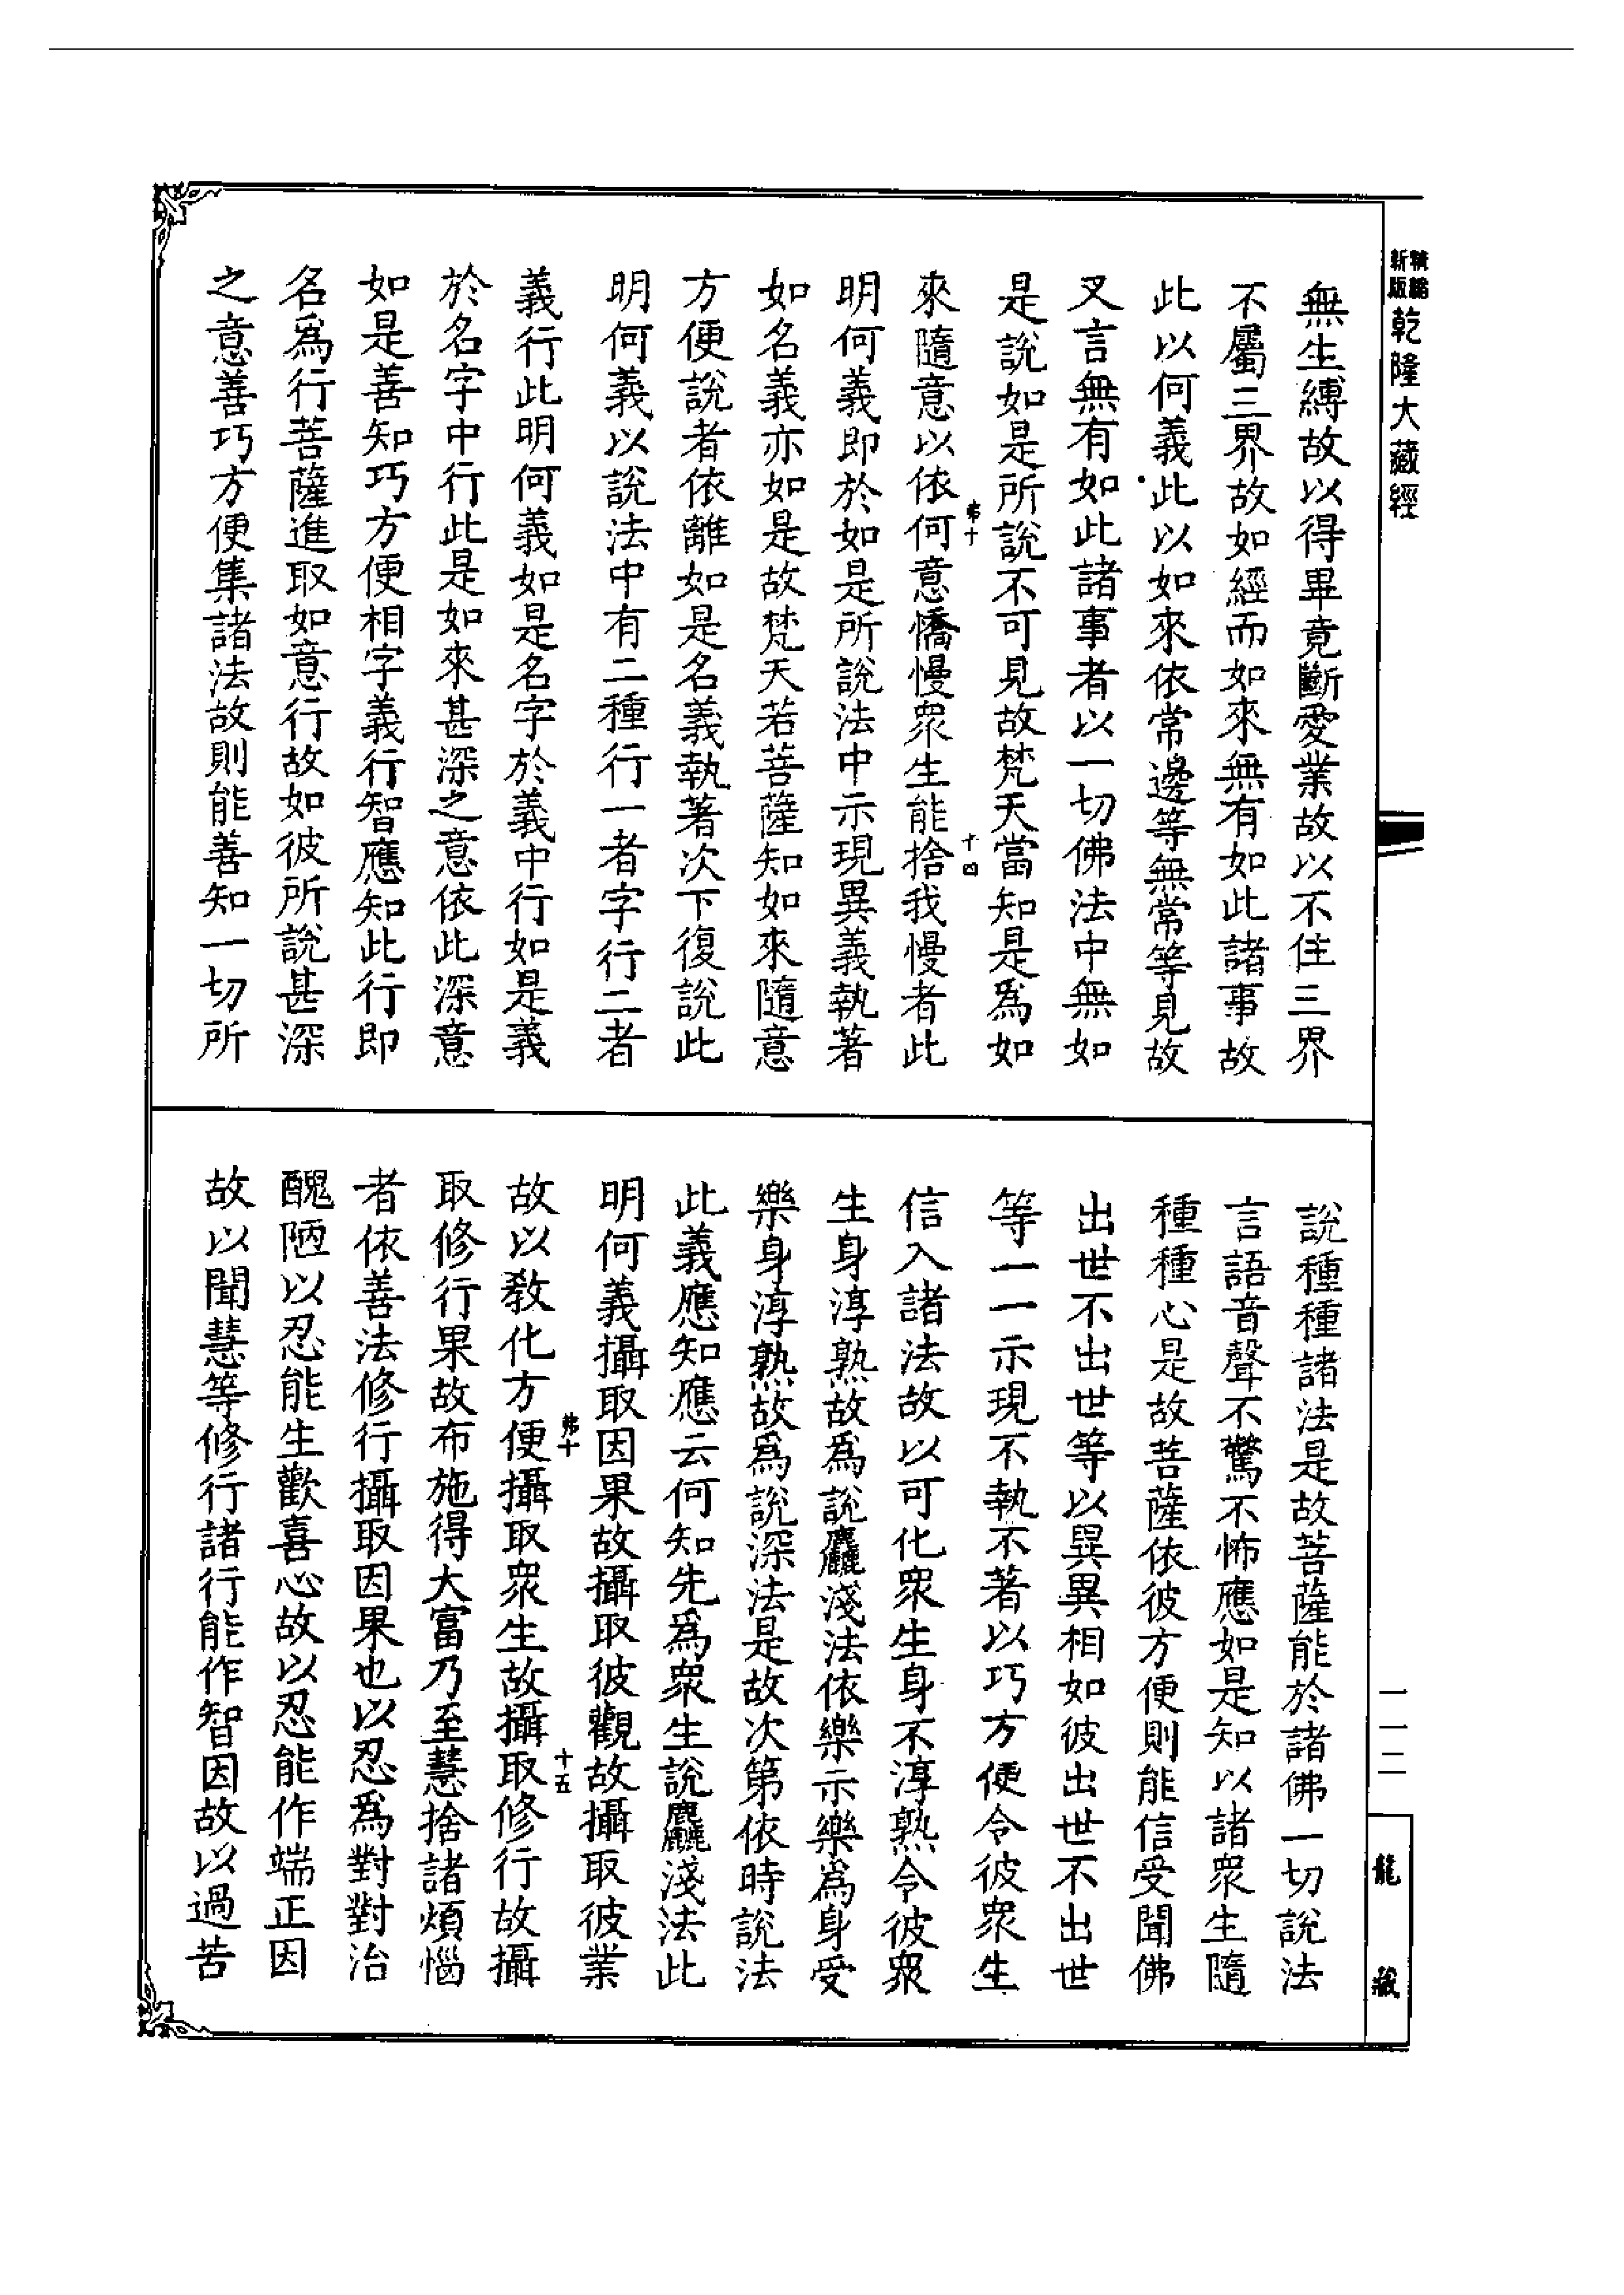 精縮
新版
乾隆大藏經
無生縛故以得畢竟斷愛業故以不住三界
不屬三界故如經而如來無有如此諸事故
此以何義此以如來依常邊等無常等見故
又言無有如此諸事者以一切佛法中無如
是說如是所說不可見故梵天當知是為如
來隨意以依何意憍慢眾生能捨我慢者此
弗十
十四
明何義即於如是所說法中示現異義執著
如名義亦如是故梵天若菩薩知如來隨意
方便說者依離如是名義執著次下復說此
明何義以說法中有二種行一者字行二者
義行此明何義如是名字於義中行如是義
於名字中行此是如來甚深之意依此深意
如是善知巧方便相字義行智應知此行即
名為行菩薩進取如意行故如彼所說甚深
之意善巧方便集諸法故則能善知一切所
說種種諸法是故菩薩能於諸佛一切說法
言語音聲不驚不怖應如是知以諸眾生隨
種種心是故菩薩依彼方便則能信受聞佛
出世不出世等以異異相如彼出世不出世
等一一示現不執不著以巧方便令彼眾生
信入諸法故以可化眾生身不淳熟令彼眾
生身淳熟故為說麤淺法依樂示樂為身受
樂身淳熟故為說深法是故次第依時說法
此義應知應云何知先為眾生說麤淺法此
明何義攝取因果故攝取彼觀故攝取彼業
故以教化方便攝取眾生故攝取修行故攝
弗十
十五
取修行果故布施得大富乃至慧捨諸煩惱
者依善法修行攝取因果也以忍為對對治
醜陋以忍能生歡喜心故以忍能作端正因
故以聞慧等修行諸行能作智因故以過苦
一一二
龍藏